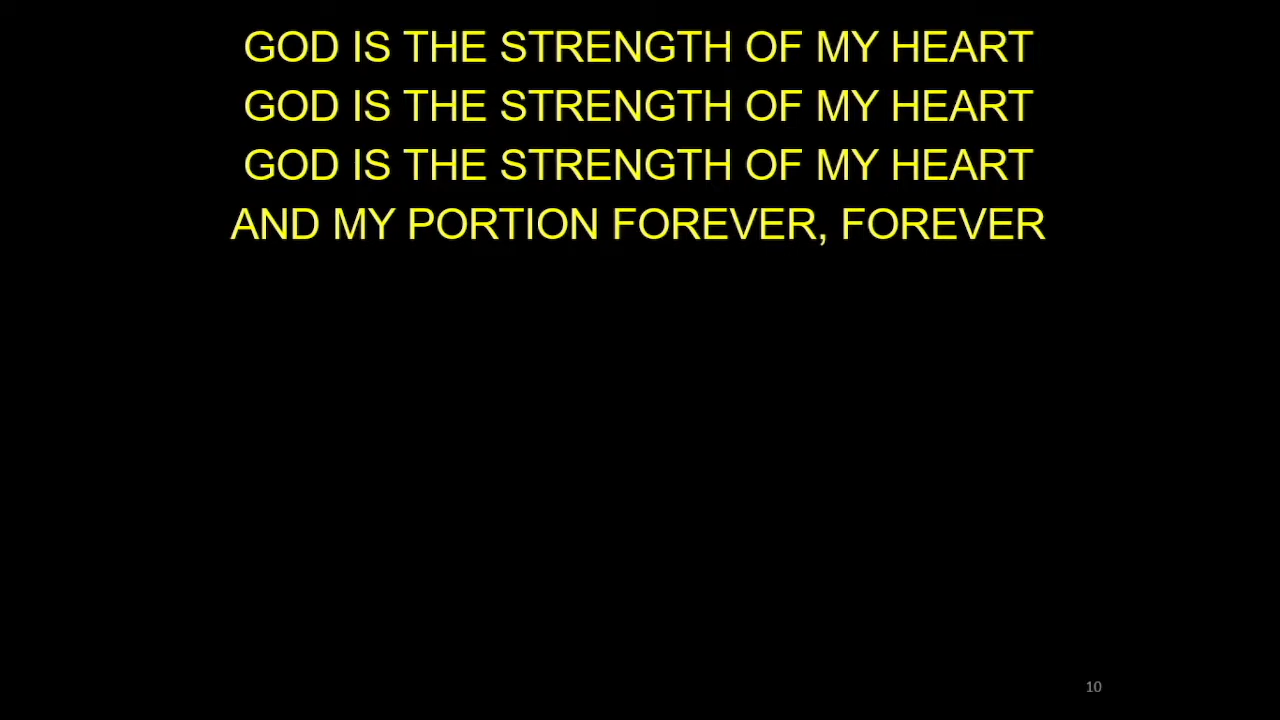 GOD IS THE STRENGTH OF MY HEART
GOD IS THE STRENGTH OF MY HEART
GOD IS THE STRENGTH OF MY HEART
AND MY PORTION FOREVER, FOREVER
10